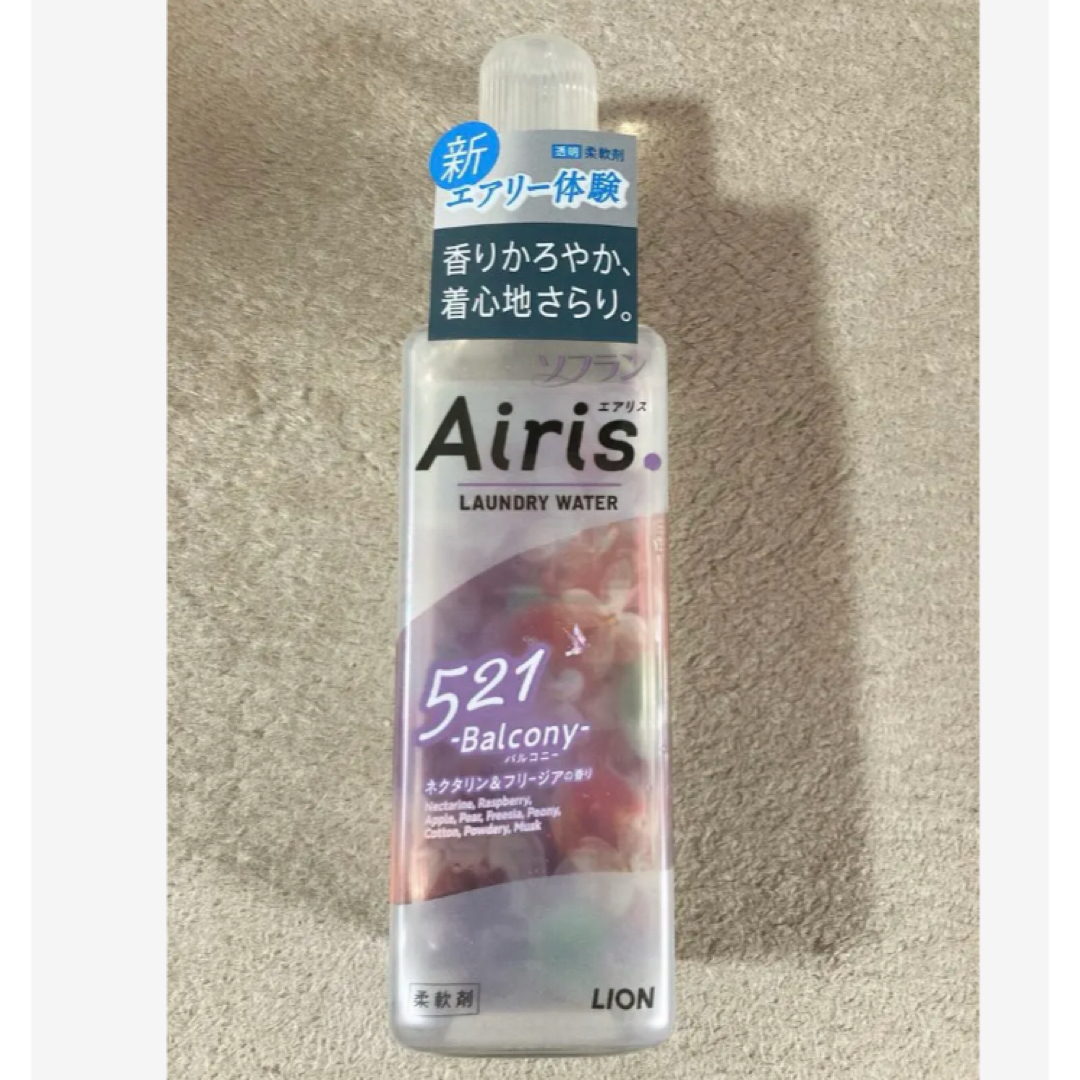 新
透明 柔軟剤
エアリー体験
香りかろやか、
着心地さらり。
ソフラン
エアリス
Airis.
LAUNDRY WATER
521
-Balcony-
バルコニー
ネクタリン&フリージアの香り
Nectarine, Raspberry,
Apple, Pear, Freesia, Peony,
Cotton, Powdery, Musk
柔軟剤
LION